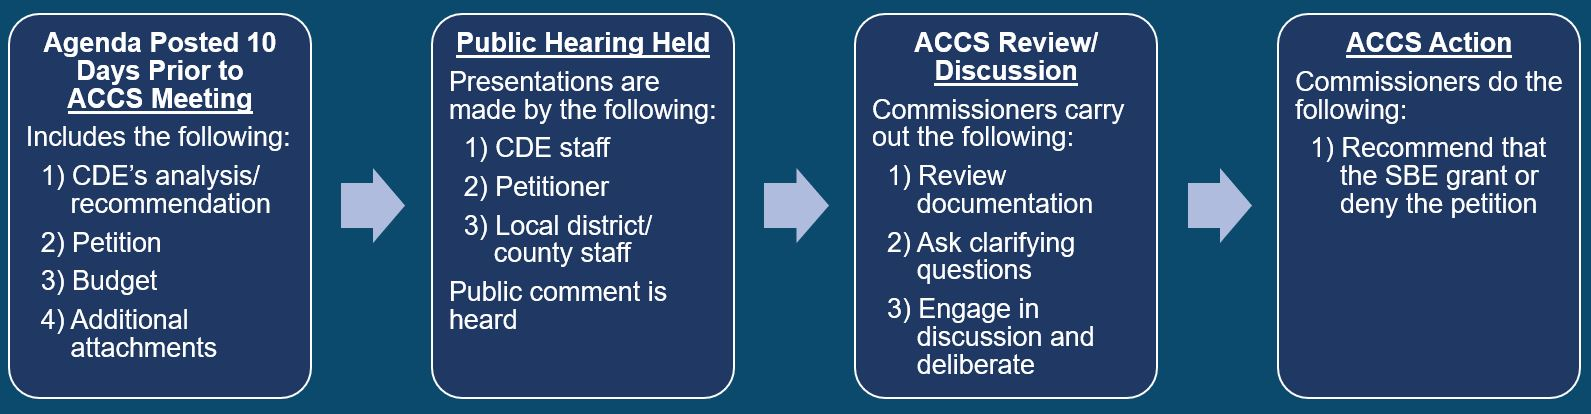 Agenda Posted 10
Days Prior to
ACCS Meeting
Includes the following:
1) CDE’s analysis/
recommendation
2) Petition
3) Budget
4) Additional
attachments
Public Hearing Held
Presentations are
made by the following:
1) CDE staff
2) Petitioner
3) Local district/
county staff
Public comment is
heard
ACCS Review/
Discussion
Commissioners carry
out the following:
1) Review
documentation
2) Ask clarifying
questions
3) Engage in
discussion and
deliberate
ACCS Action
Commissioners do the
following:
1) Recommend that
the SBE grant or
deny the petition